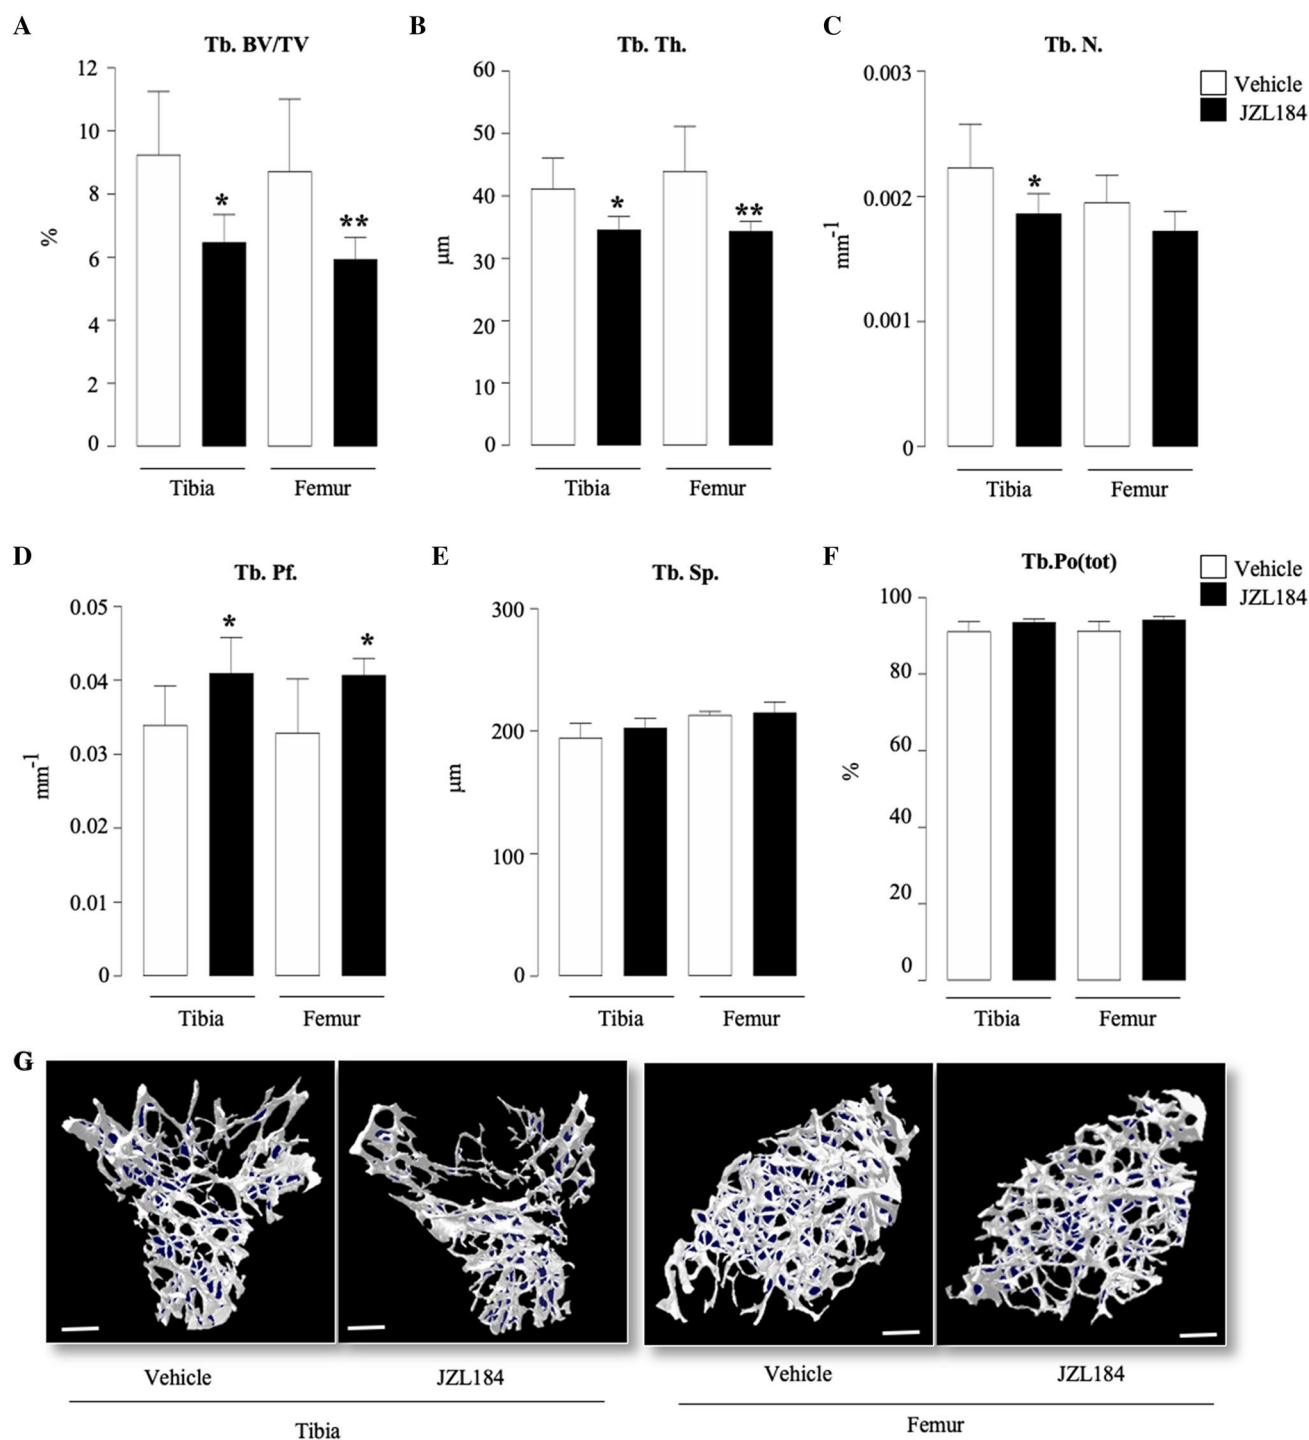 A
Tb. BV/TV
12
10
8
6
4
2
0
%
*
**
Tibia
Femur
B
Tb. Th.
60
50
40
30
20
10
0
µm
*
**
Tibia
Femur
C
Tb. N.
0.003
0.002
0.001
0
mm-1
*
Tibia
Femur
Vehicle
JZL184
D
Tb. Pf.
0.05
0.04
0.03
0.02
0.01
0
mm-1
*
*
Tibia
Femur
E
Tb. Sp.
300
200
100
0
µm
Tibia
Femur
F
Tb.Po(tot)
100
80
60
40
20
0
%
Tibia
Femur
Vehicle
JZL184
G
Vehicle
JZL184
Tibia
Vehicle
JZL184
Femur